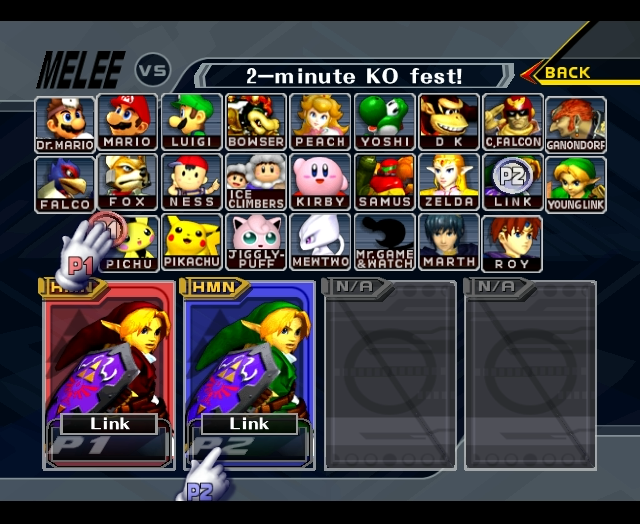 MELEE VS 2-minute KO fest! BACK
Dr. MARIO MARIO LUIGI BOWSER PEACH YOSHI D K C.FALCON GANONDORF
FALCO FOX NESS ICE CLIMBERS KIRBY SAMUS ZELDA P2 LINK YOUNG LINK
P1 PICHU PIKACHU JIGGLY-PUFF MEWTWO Mr. GAME & WATCH MARTH ROY
HMN HMN N/A N/A
Link Link
P1 P2
P2